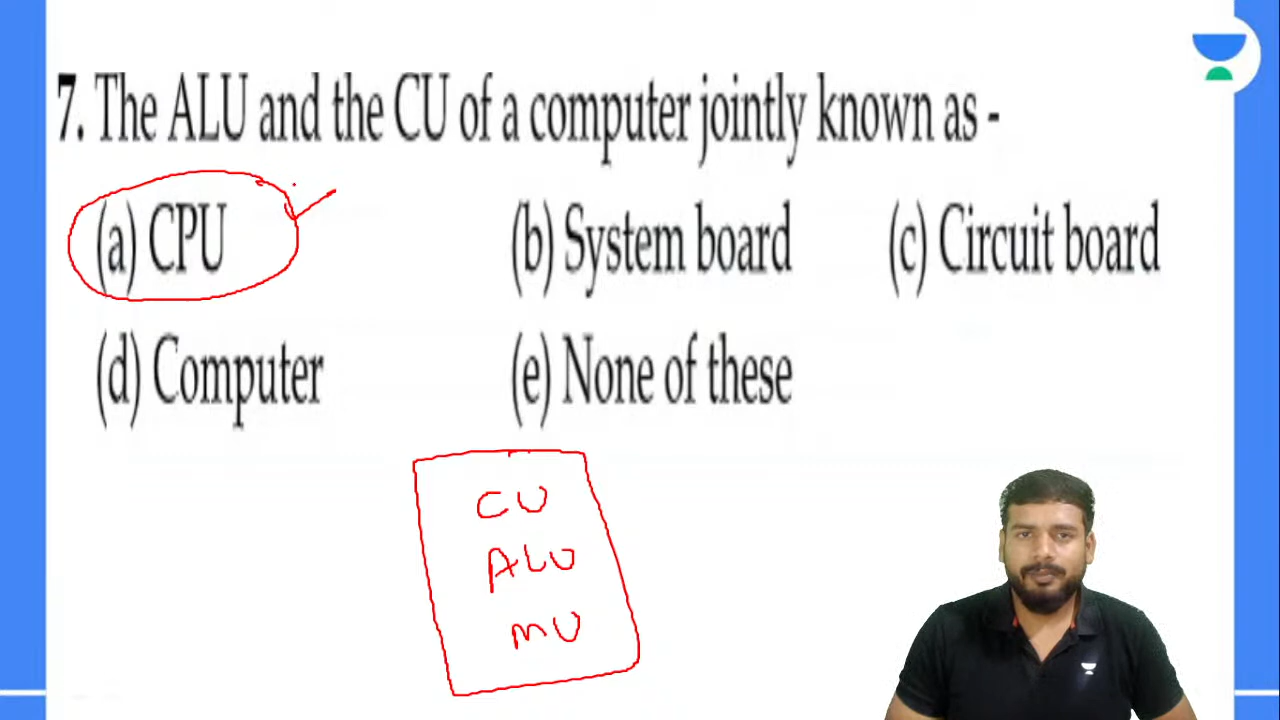 7. The ALU and the CU of a computer jointly known as -
(a) CPU (b) System board (c) Circuit board
(d) Computer (e) None of these
CU
ALU
MU